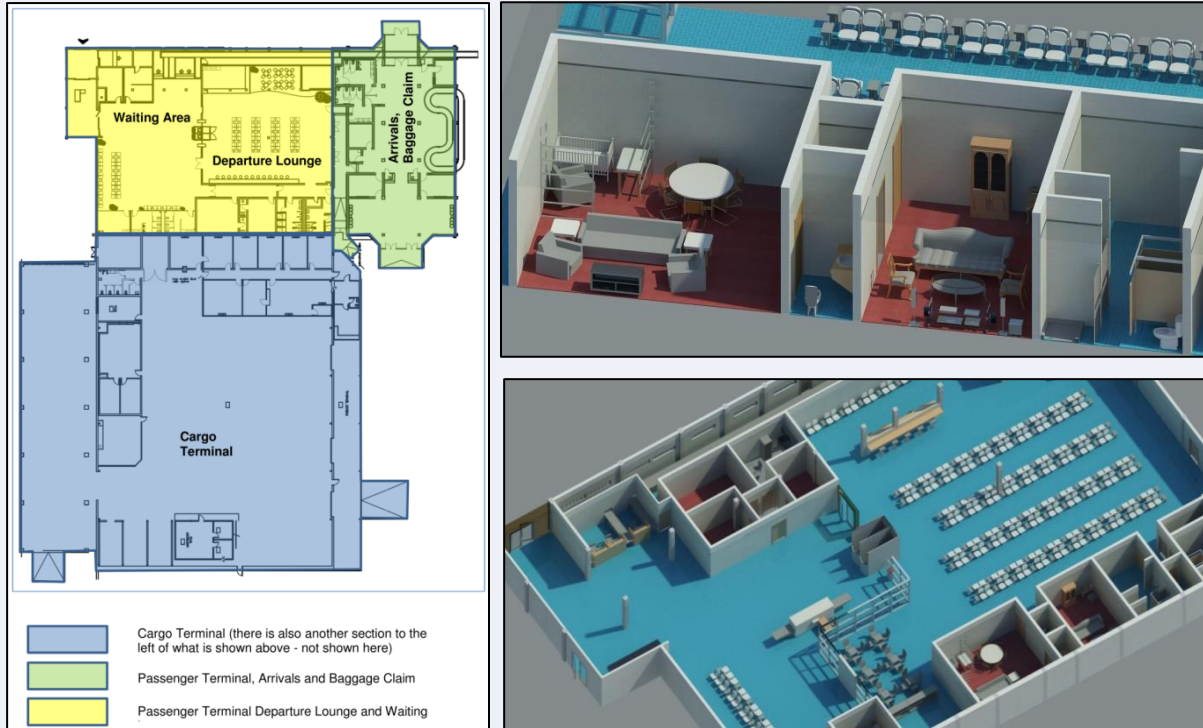 Waiting Area
Departure Lounge
Arrivals,
Baggage Claim
Cargo
Terminal
Cargo Terminal (there is also another section to the
left of what is shown above - not shown here)
Passenger Terminal, Arrivals and Baggage Claim
Passenger Terminal Departure Lounge and Waiting